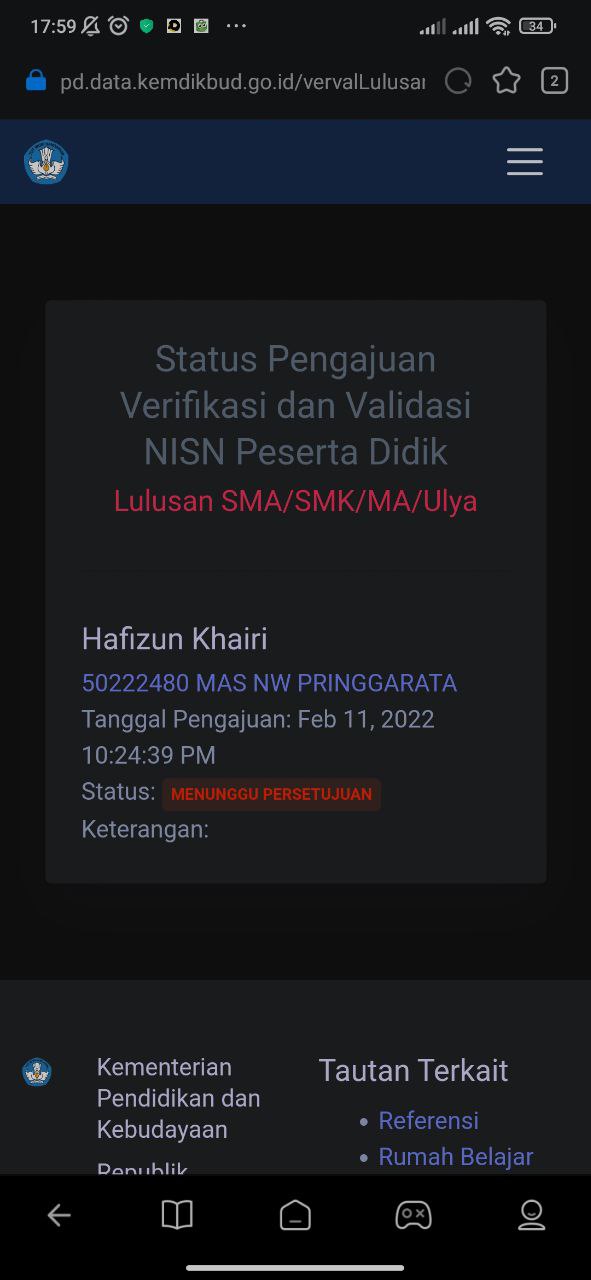 17:59
34
pd.data.kemdikbud.go.id/vervalLulusan
2
Status Pengajuan
Verifikasi dan Validasi
NISN Peserta Didik
Lulusan SMA/SMK/MA/Ulya
Hafizun Khairi
50222480 MAS NW PRINGGARATA
Tanggal Pengajuan: Feb 11, 2022
10:24:39 PM
Status: MENUNGGU PERSETUJUAN
Keterangan:
Kementerian
Pendidikan dan
Kebudayaan
Republik
Tautan Terkait
Referensi
Rumah Belajar